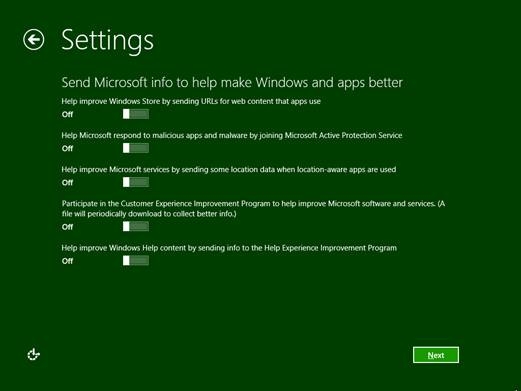 Settings
Send Microsoft info to help make Windows and apps better
Help improve Windows Store by sending URLs for web content that apps use
Off
Help Microsoft respond to malicious apps and malware by joining Microsoft Active Protection Service
Off
Help improve Microsoft services by sending some location data when location-aware apps are used
Off
Participate in the Customer Experience Improvement Program to help improve Microsoft software and services. (A
file will periodically download to collect better info.)
Off
Help improve Windows Help content by sending info to the Help Experience Improvement Program
Off
Next